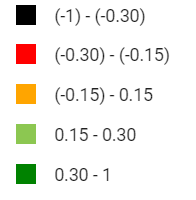 (-1) - (-0.30)
(-0.30) - (-0.15)
(-0.15) - 0.15
0.15 - 0.30
0.30 - 1